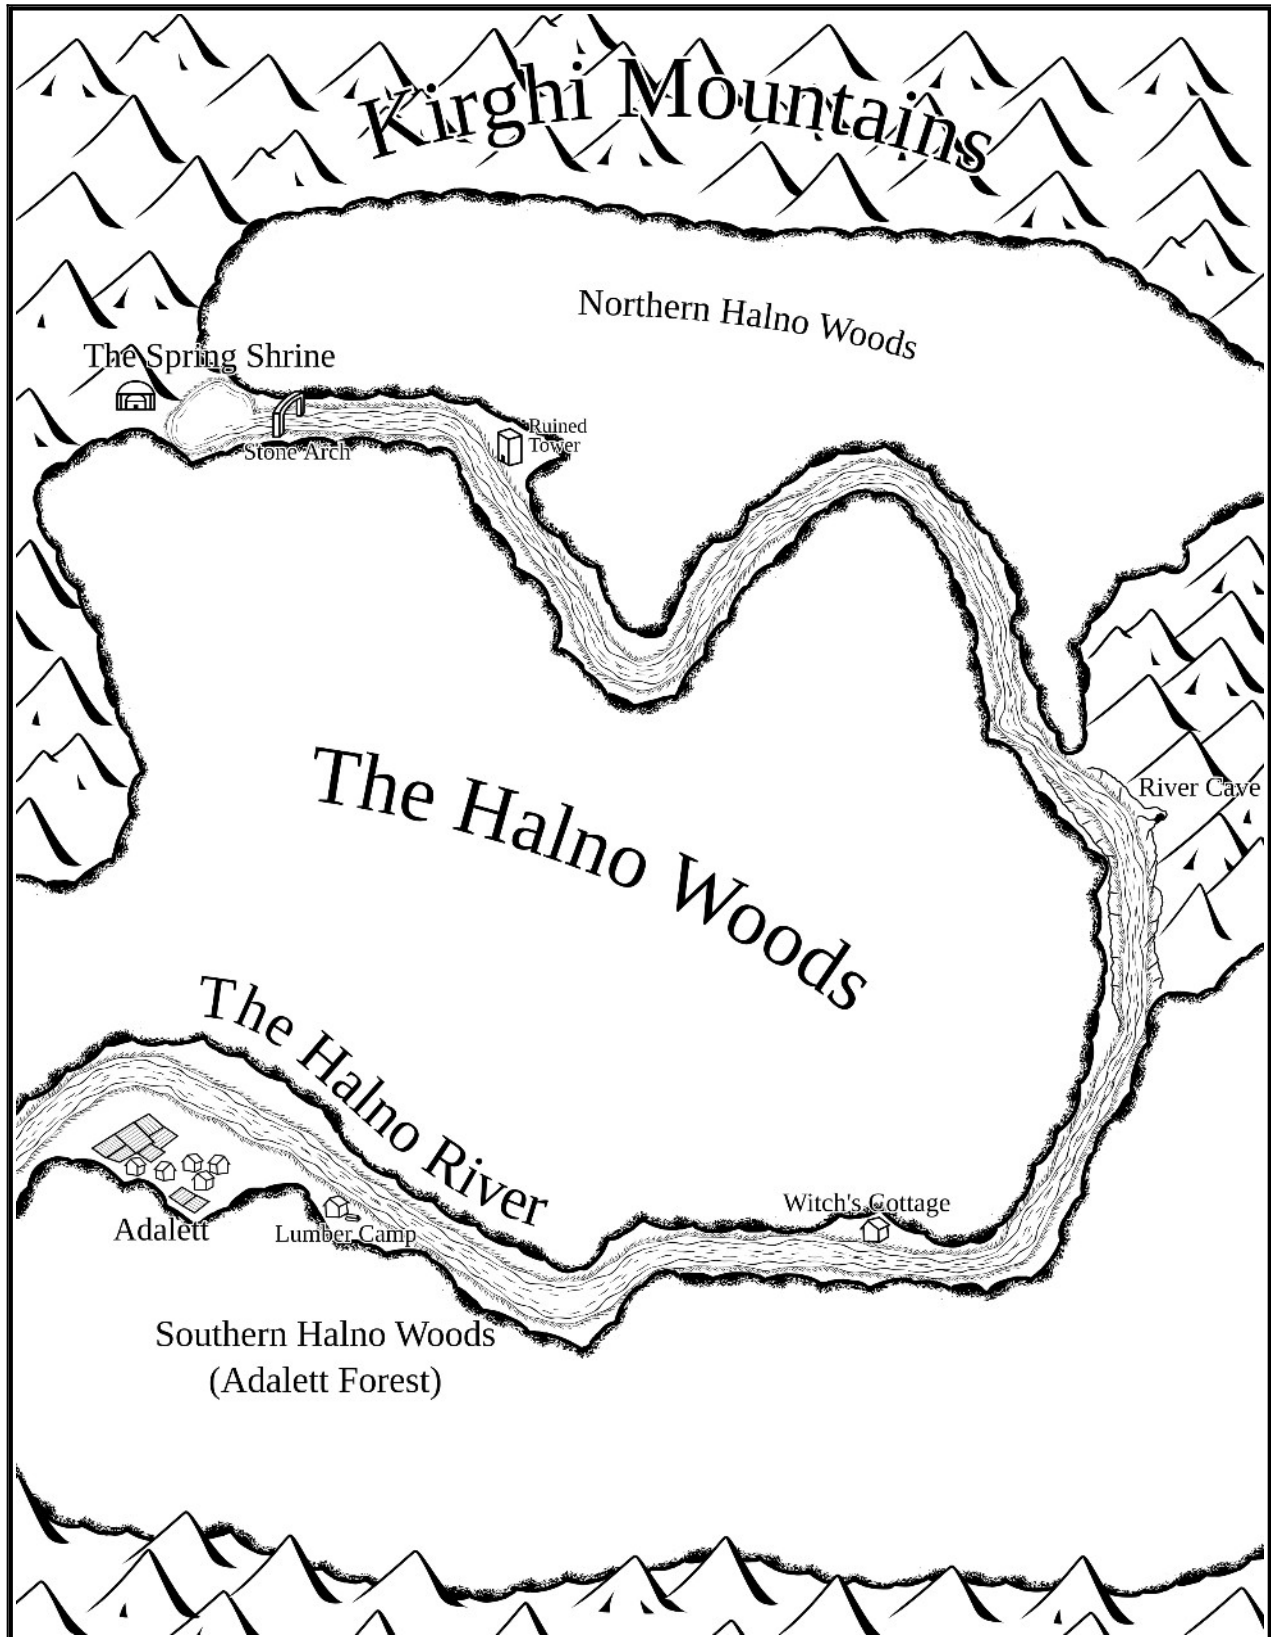 Kirghi Mountains
Northern Halno Woods
The Spring Shrine
Stone Arch
Ruined
Tower
River Cave
The Halno Woods
The Halno River
Witch's Cottage
Adalett
Lumber Camp
Southern Halno Woods
(Adalett Forest)